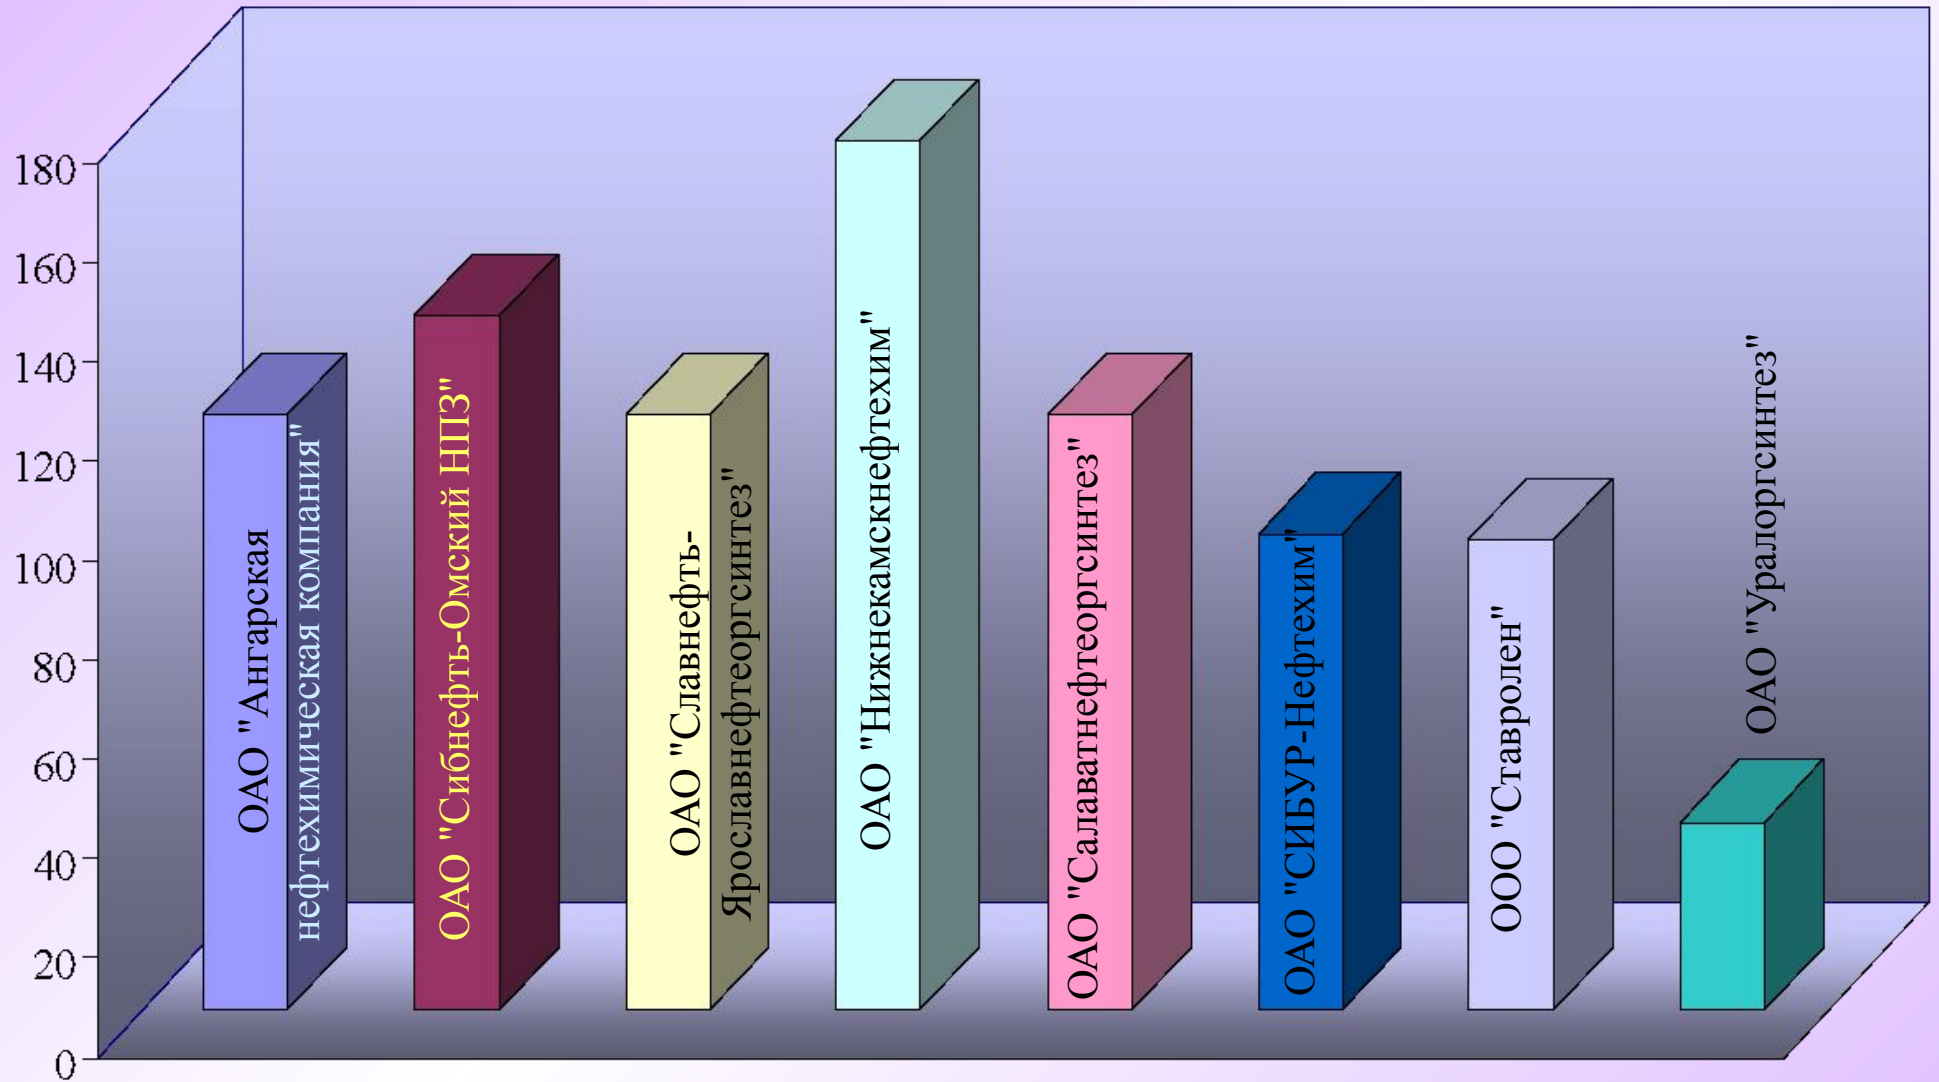 180
160
140
120
100
80
60
40
20
0
ОАО "Ангарская
нефтехимическая компания"
ОАО "Сибнефть-Омский НПЗ"
ОАО "Славнефть-
Ярославнефтеоргсинтез"
ОАО "Нижнекамскнефтехим"
ОАО "Салаватнефтеоргсинтез"
ОАО "СИБУР-Нефтехим"
ООО "Ставролен"
ОАО "Уралоргсинтез"